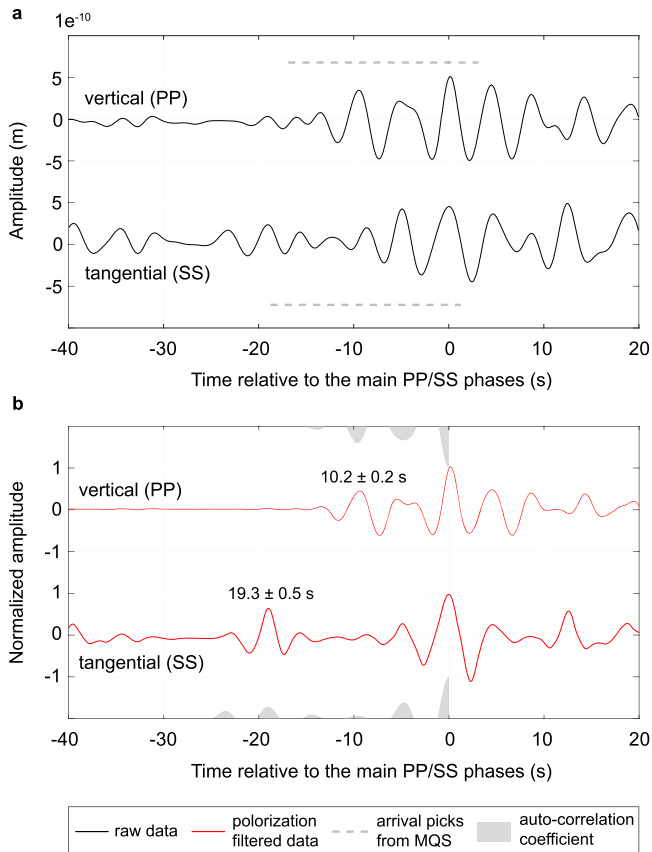 a
1e-10
5
0
-5
5
0
-5
vertical (PP)
tangential (SS)
Amplitude (m)
-40 -30 -20 -10 0 10 20
Time relative to the main PP/SS phases (s)
b
1
0
-1
1
0
-1
vertical (PP)
10.2 ± 0.2 s
19.3 ± 0.5 s
tangential (SS)
Normalized amplitude
-40 -30 -20 -10 0 10 20
Time relative to the main PP/SS phases (s)
raw data
polorization
filtered data
arrival picks
from MQS
auto-correlation
coefficient